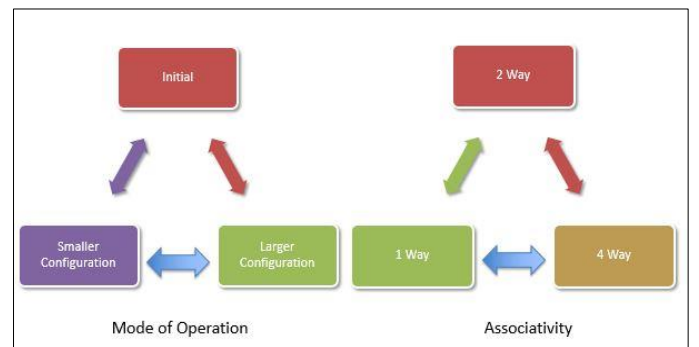 Initial
2 Way
Smaller
Configuration
Larger
Configuration
1 Way
4 Way
Mode of Operation
Associativity